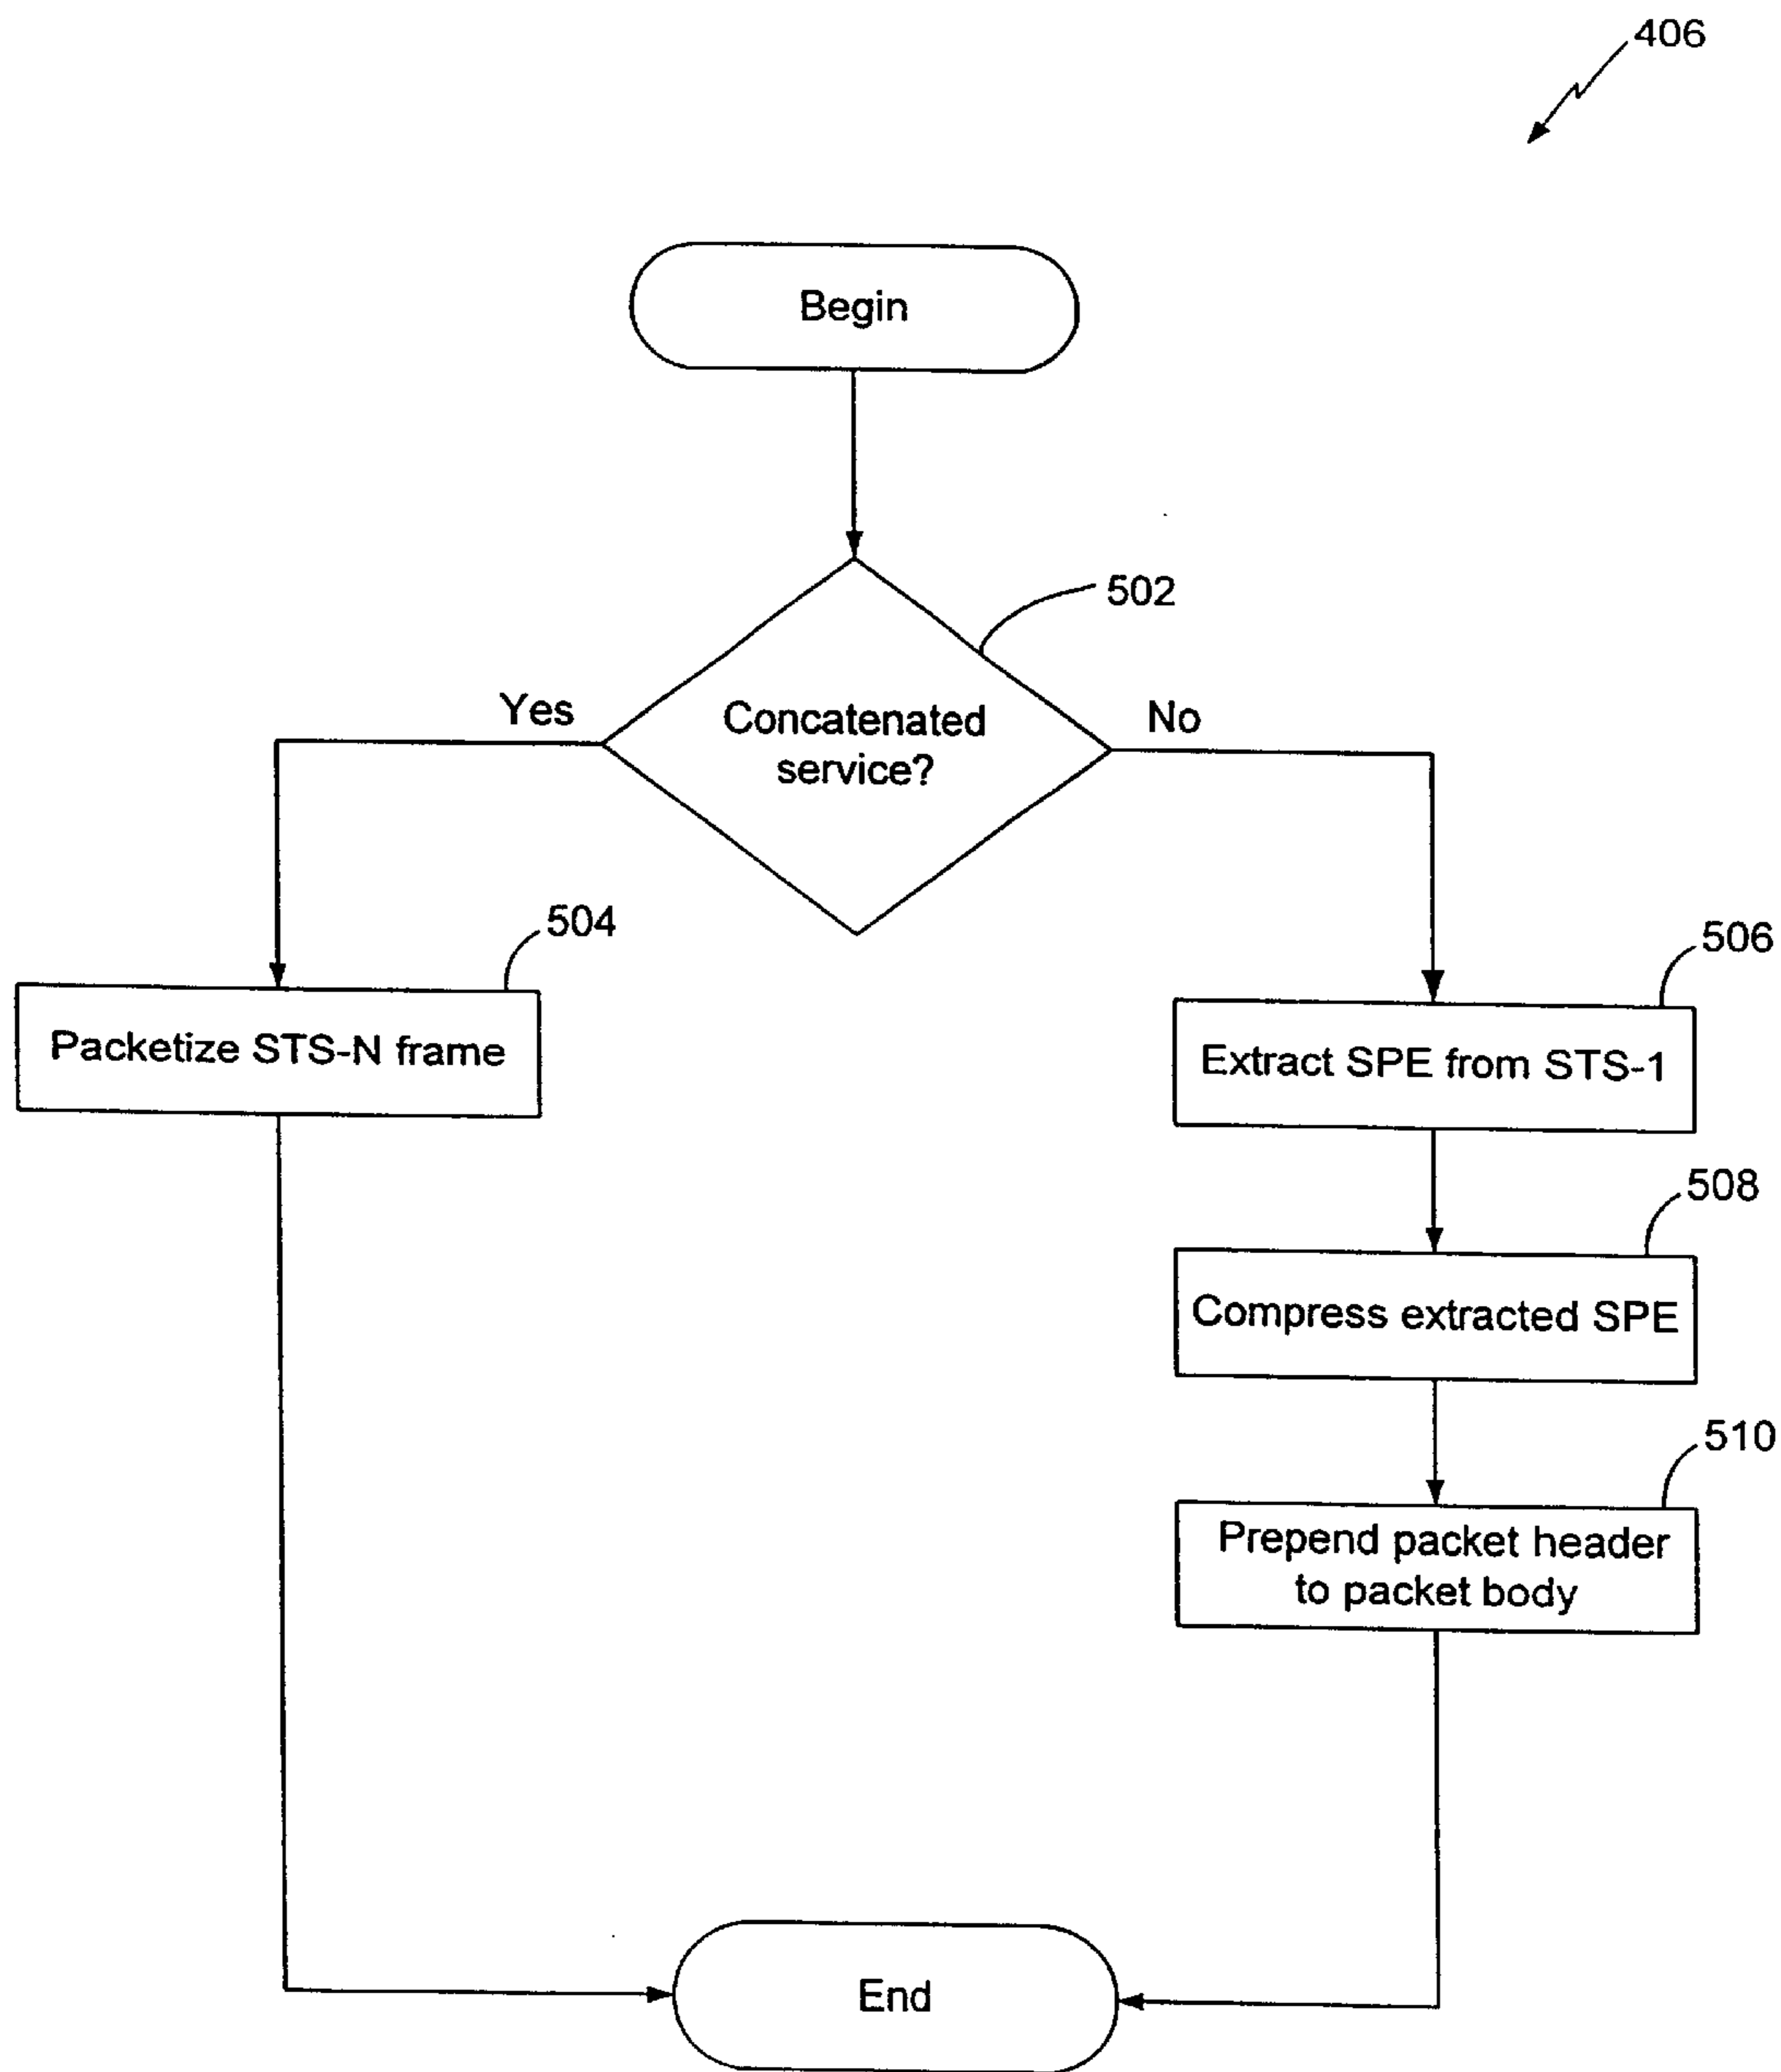 406
Begin
502
Yes
Concatenated
service?
No
504
506
Packetize STS-N frame
Extract SPE from STS-1
508
Compress extracted SPE
510
Prepend packet header
to packet body
End